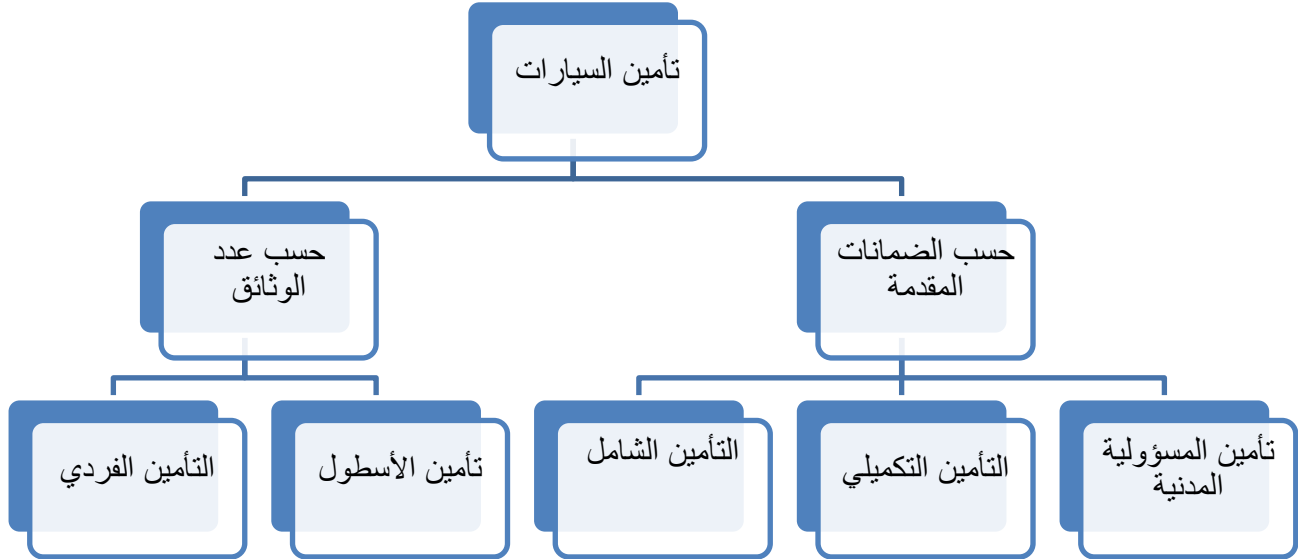 تأمين السيارات
حسب الضمانات
المقدمة
حسب عدد
الوثائق
تأمين المسؤولية
المدنية
التأمين التكميلي
التأمين الشامل
تأمين الأسطول
التأمين الفردي